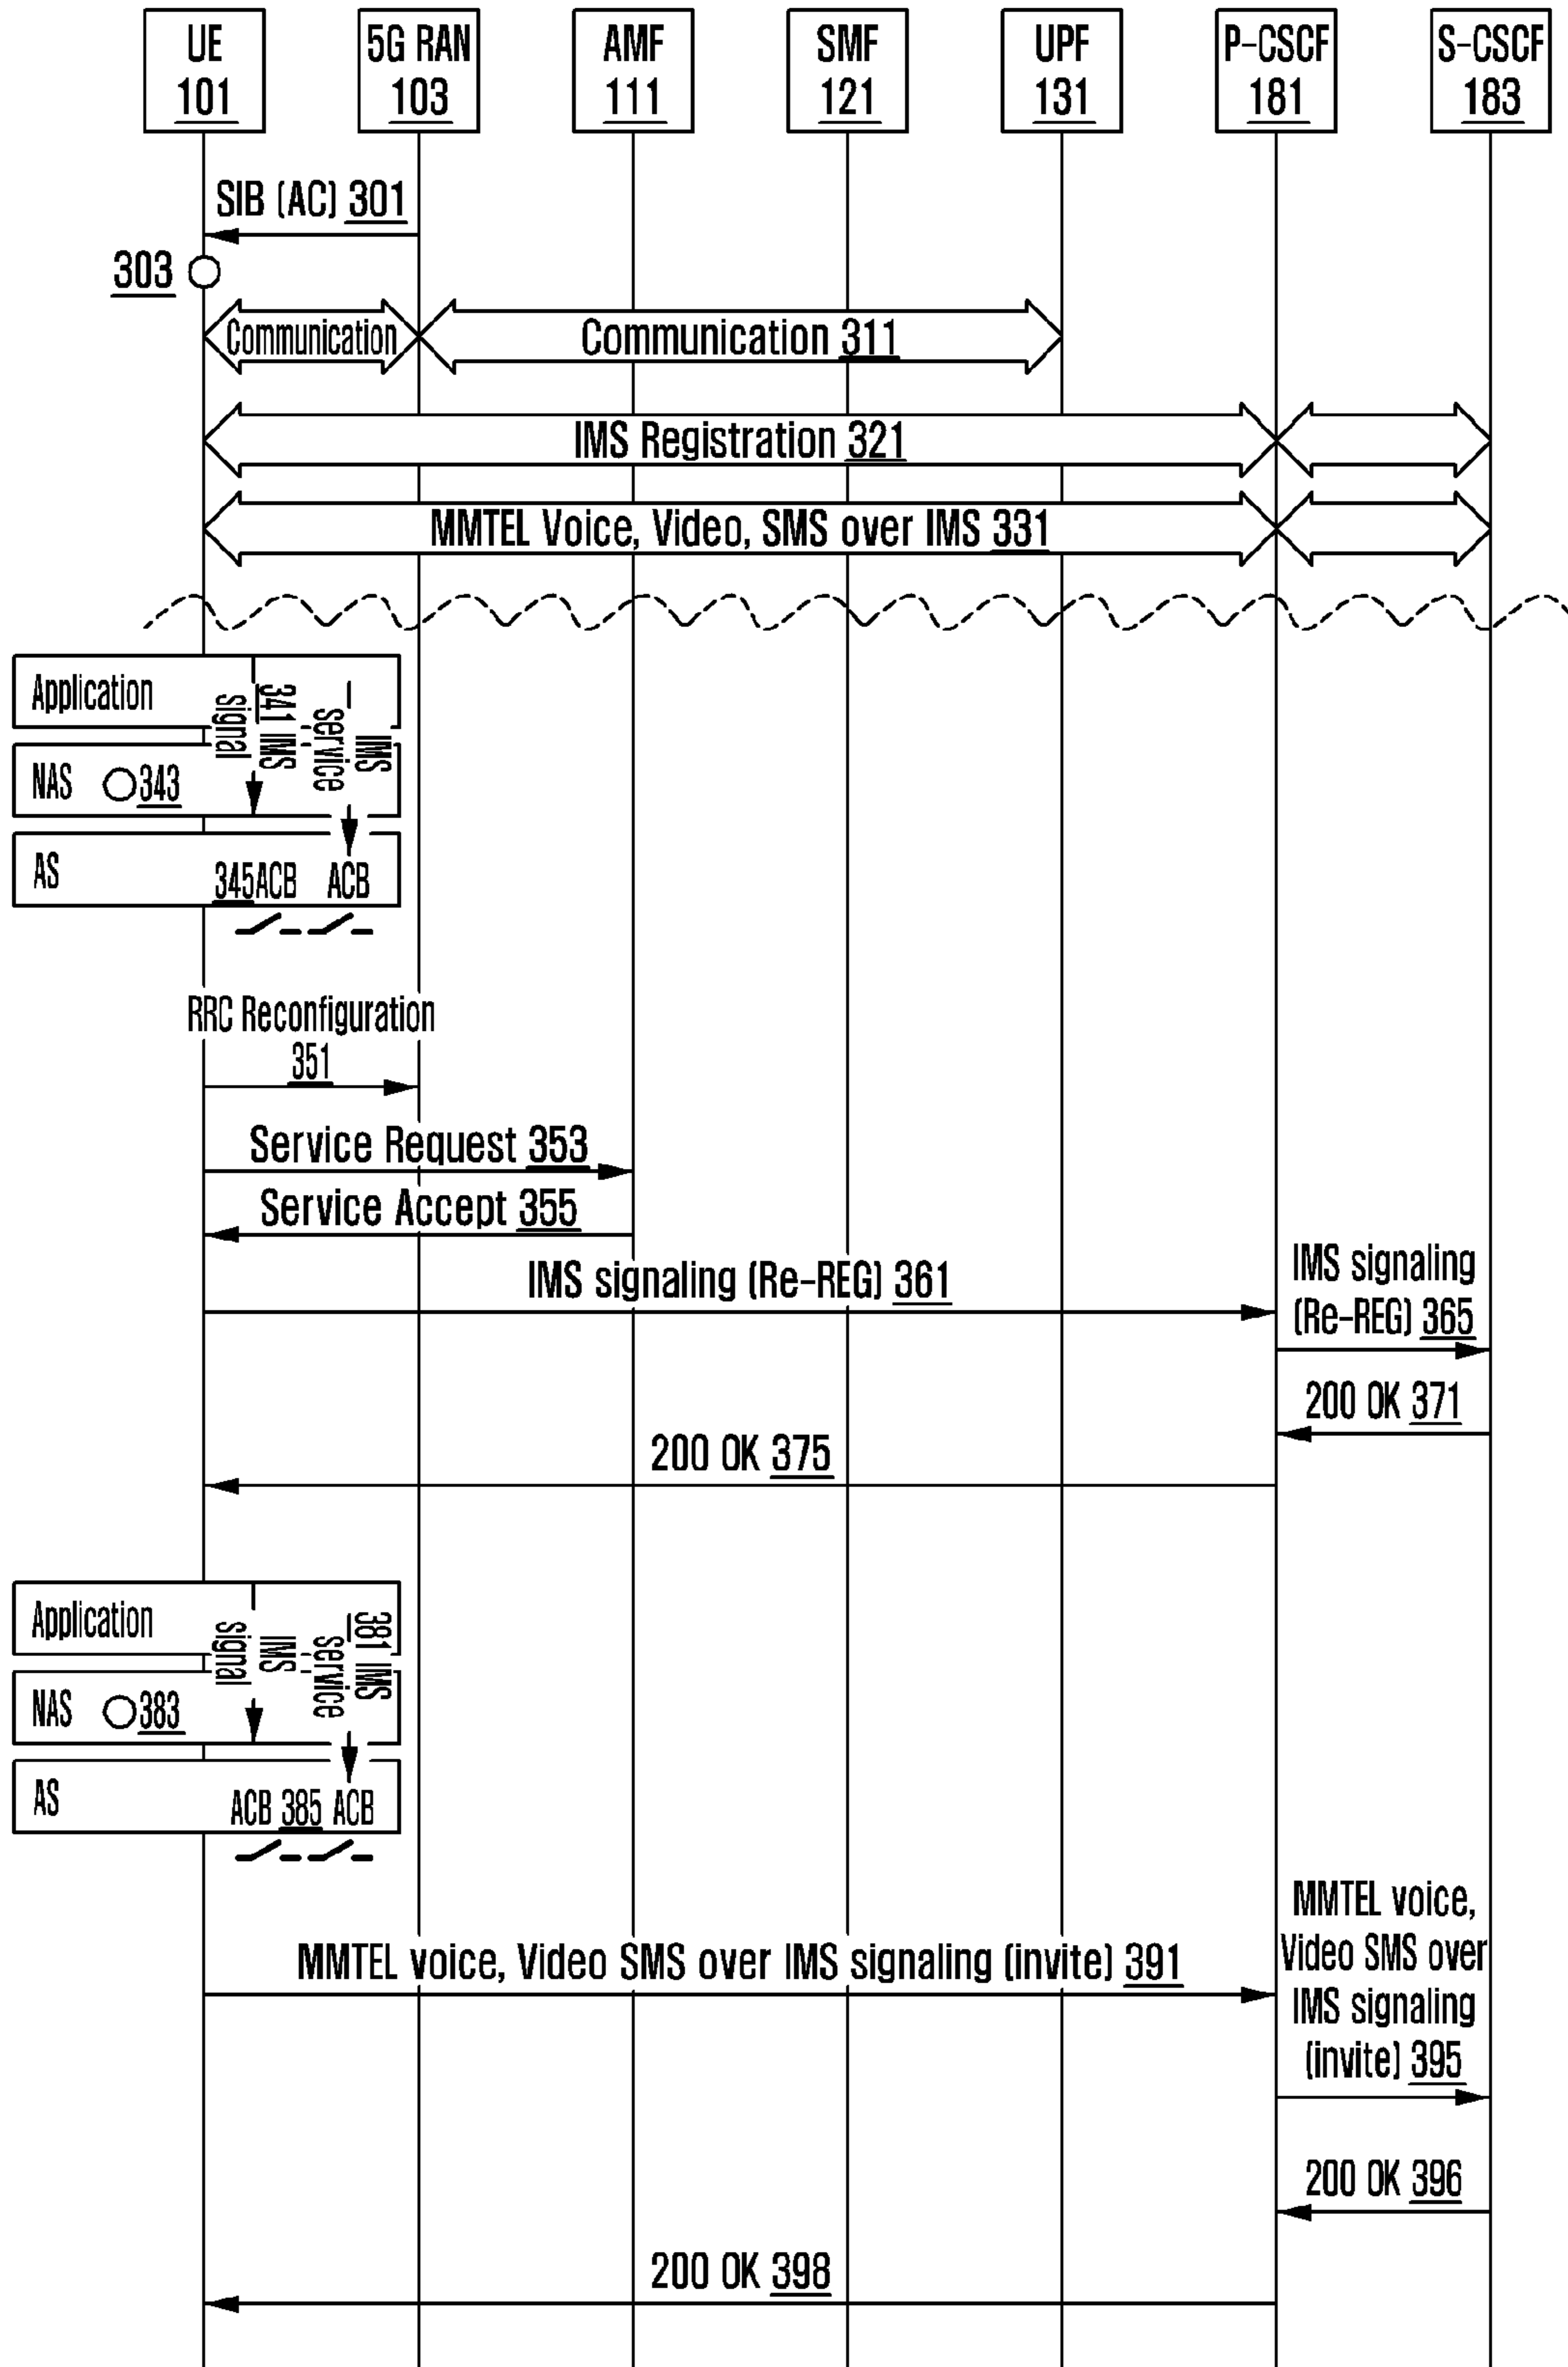 UE
101
5G RAN
103
AMF
111
SMF
121
UPF
131
P-CSCF
181
S-CSCF
183
SIB (AC) 301
303
Communication
Communication 311
IMS Registration 321
MMTEL Voice, Video, SMS over IMS 331
Application
341 IMS
signal
IMS
service
NAS
343
AS
345ACB
ACB
RRC Reconfiguration
351
Service Request 353
Service Accept 355
IMS signaling (Re-REG) 361
IMS signaling
(Re-REG) 365
200 OK 371
200 OK 375
Application
IMS
signal
381 IMS
service
NAS
383
AS
ACB 385 ACB
MMTEL voice, Video SMS over IMS signaling (invite) 391
MMTEL voice,
Video SMS over
IMS signaling
(invite) 395
200 OK 396
200 OK 398